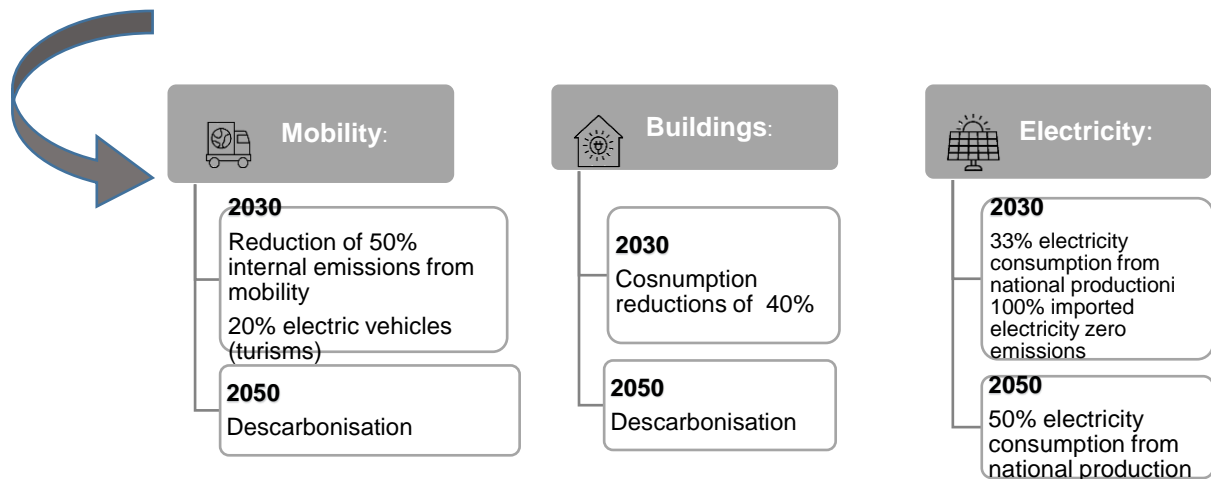 Mobility:
2030
Reduction of 50%
internal emissions from
mobility
20% electric vehicles
(turisms)
2050
Descarbonisation
Buildings:
2030
Cosnumption
reductions of 40%
2050
Descarbonisation
Electricity:
2030
33% electricity
consumption from
national productioni
100% imported
electricity zero
emissions
2050
50% electricity
consumption from
national production